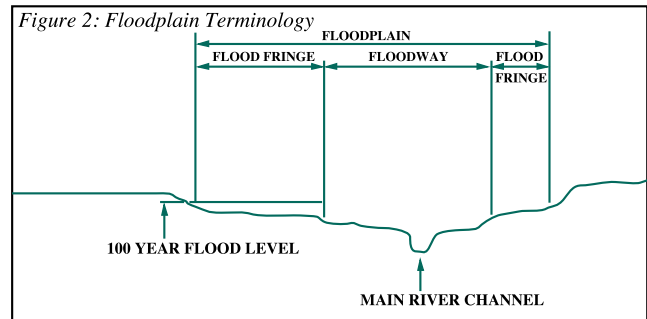 Figure 2: Floodplain Terminology
FLOODPLAIN
FLOOD FRINGE
FLOODWAY
FLOOD
FRINGE
100 YEAR FLOOD LEVEL
MAIN RIVER CHANNEL